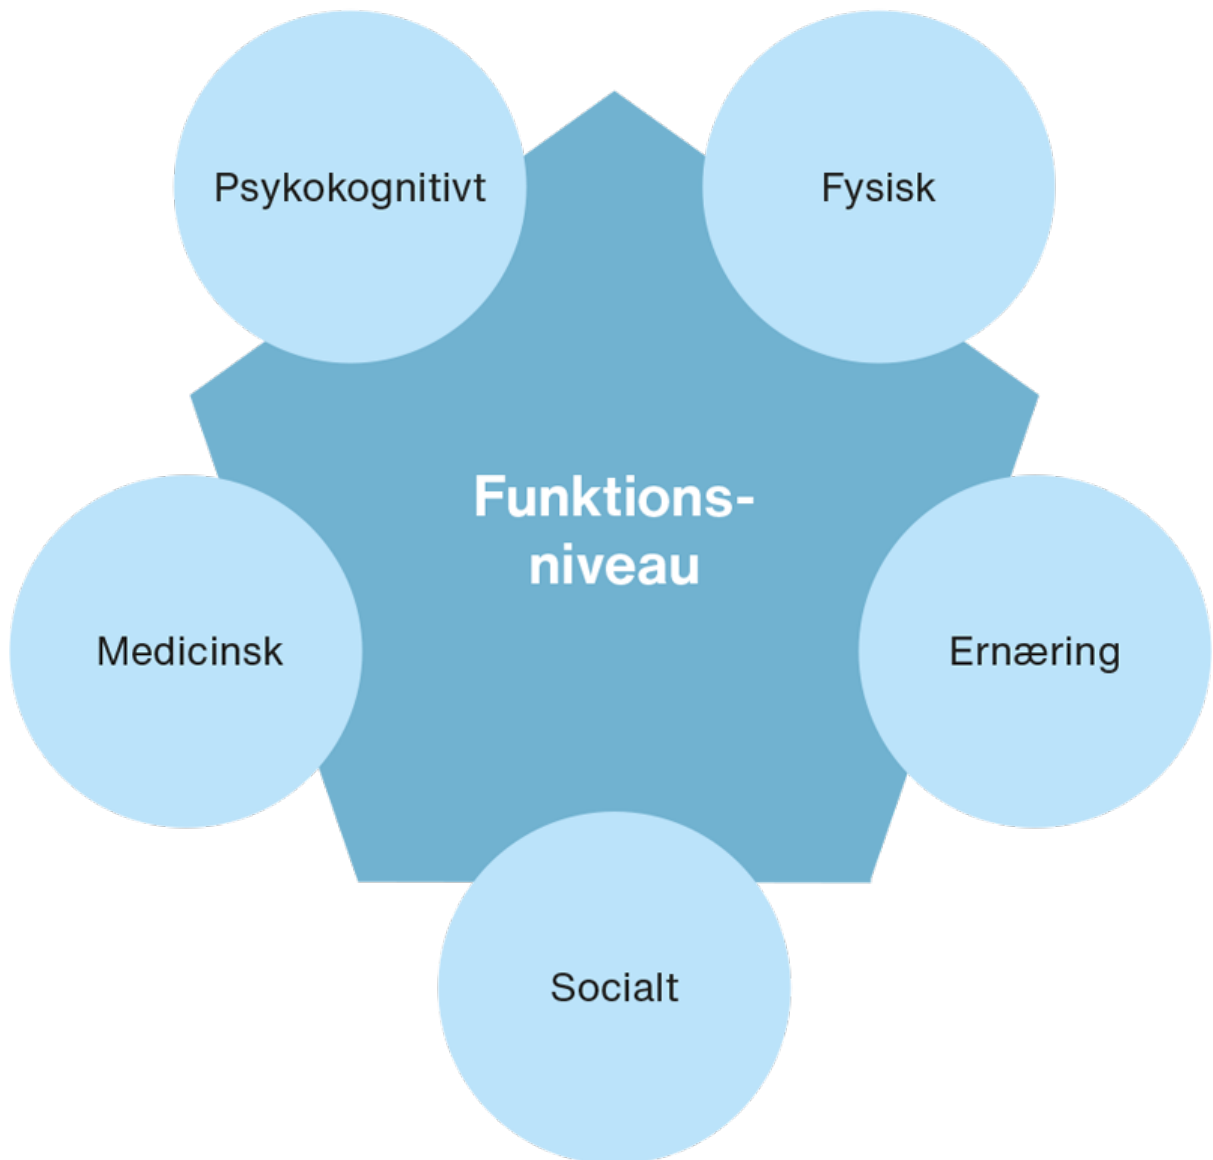 Psykokognitivt
Fysisk
Funktions-
niveau
Medicinsk
Ernæring
Socialt